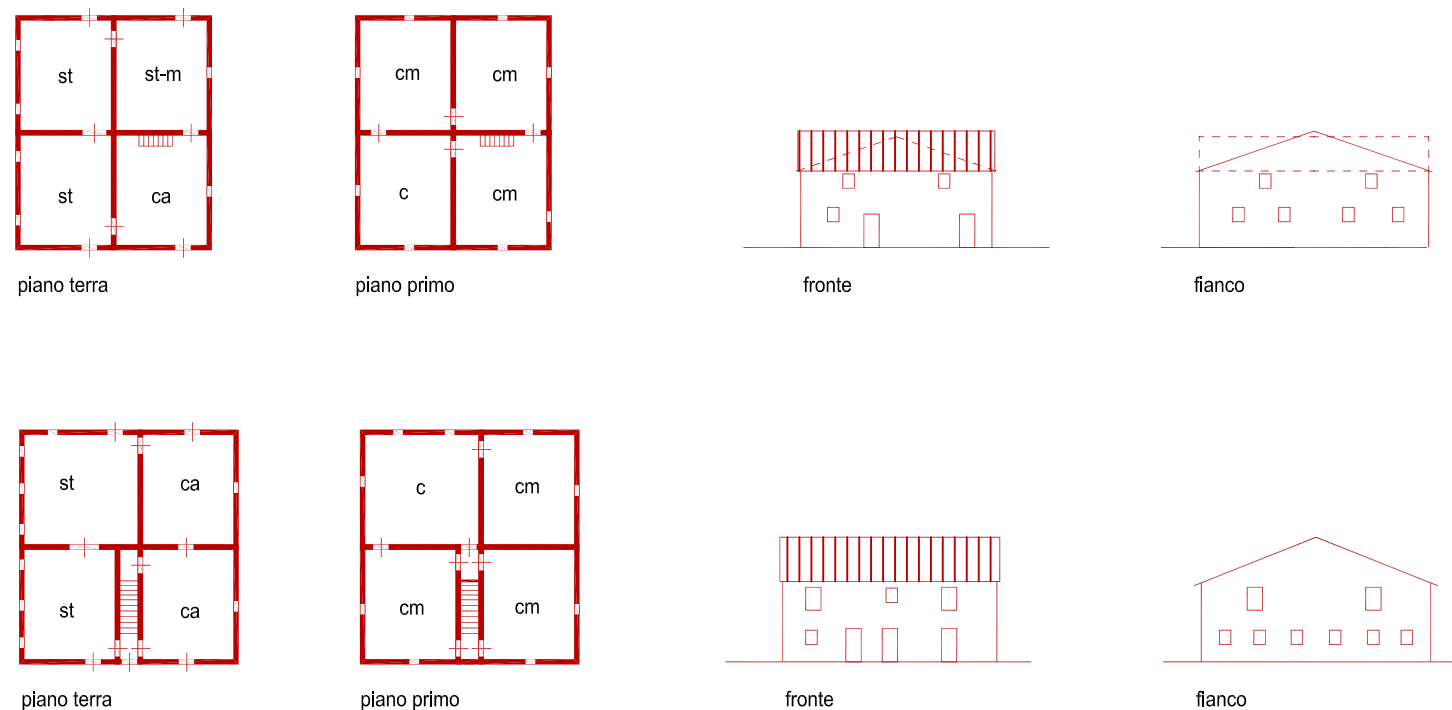 st st-m
st ca
cm cm
c cm
piano terra piano primo fronte fianco
st ca
st ca
c cm
cm cm
piano terra piano primo fronte fianco